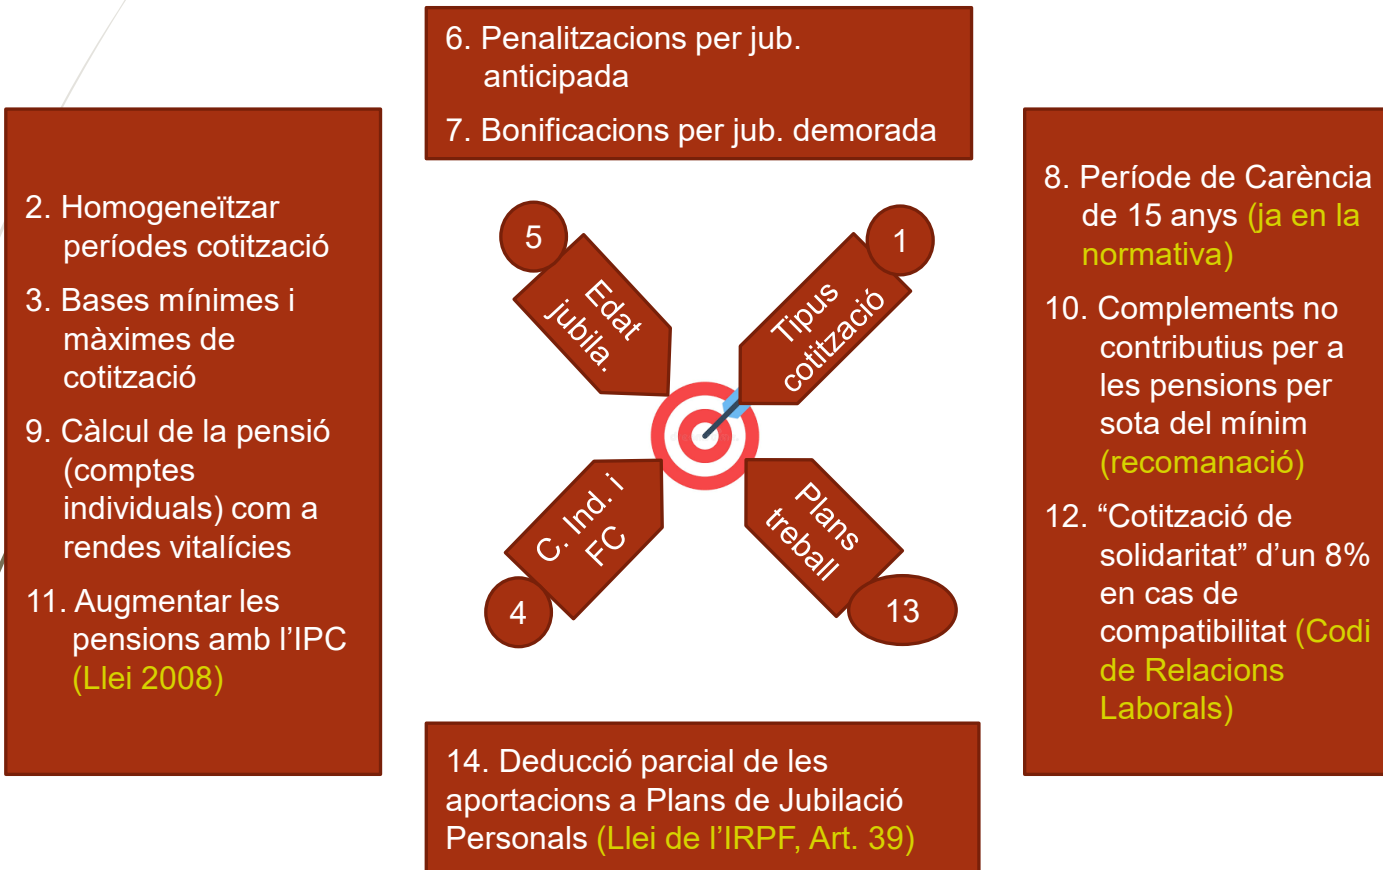 6. Penalitzacions per jub.
anticipada
7. Bonificacions per jub. demorada
2. Homogeneïtzar
períodes cotització
3. Bases mínimes i
màximes de
cotització
9. Càlcul de la pensió
(comptes
individuals) com a
rendes vitalícies
11. Augmentar les
pensions amb l’IPC
(Llei 2008)
5
Edat
jubila.
1
Tipus
cotització
C. Ind. i
FC
4
Plans
treball
13
8. Període de Carència
de 15 anys (ja en la
normativa)
10. Complements no
contributius per a
les pensions per
sota del mínim
(recomanació)
12. “Cotització de
solidaritat” d’un 8%
en cas de
compatibilitat (Codi
de Relacions
Laborals)
14. Deducció parcial de les
aportacions a Plans de Jubilació
Personals (Llei de l’IRPF, Art. 39)